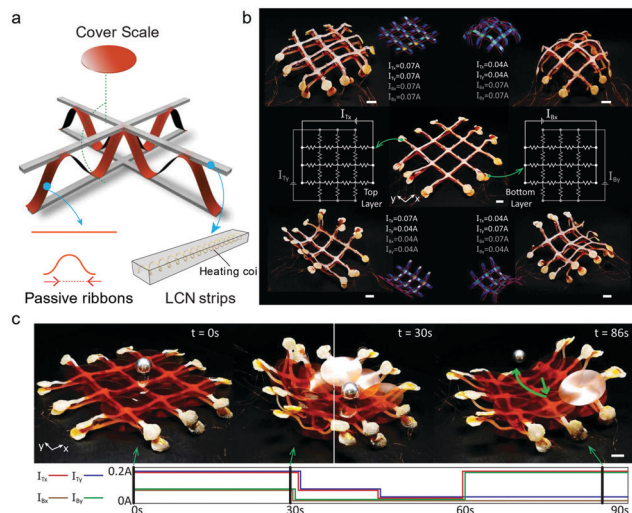 a
Cover Scale
Passive ribbons
Heating coi
LCN strips
b
I_Tx=0.07A
I_Ty=0.07A
I_Bx=0.07A
I_By=0.07A
I_Tx=0.04A
I_Ty=0.04A
I_Bx=0.07A
I_By=0.07A
I_Tx
I_Ty
Top
Layer
y x
Bottom
Layer
I_Bx
I_By
I_Tx=0.07A
I_Ty=0.07A
I_Bx=0.04A
I_By=0.04A
I_Tx=0.04A
I_Ty=0.07A
I_Bx=0.07A
I_By=0.04A
c
t = 0s
t = 30s
t = 86s
y x
I_Tx I_Ty
I_Bx I_By
0.2A
0A
0s
30s
60s
90s